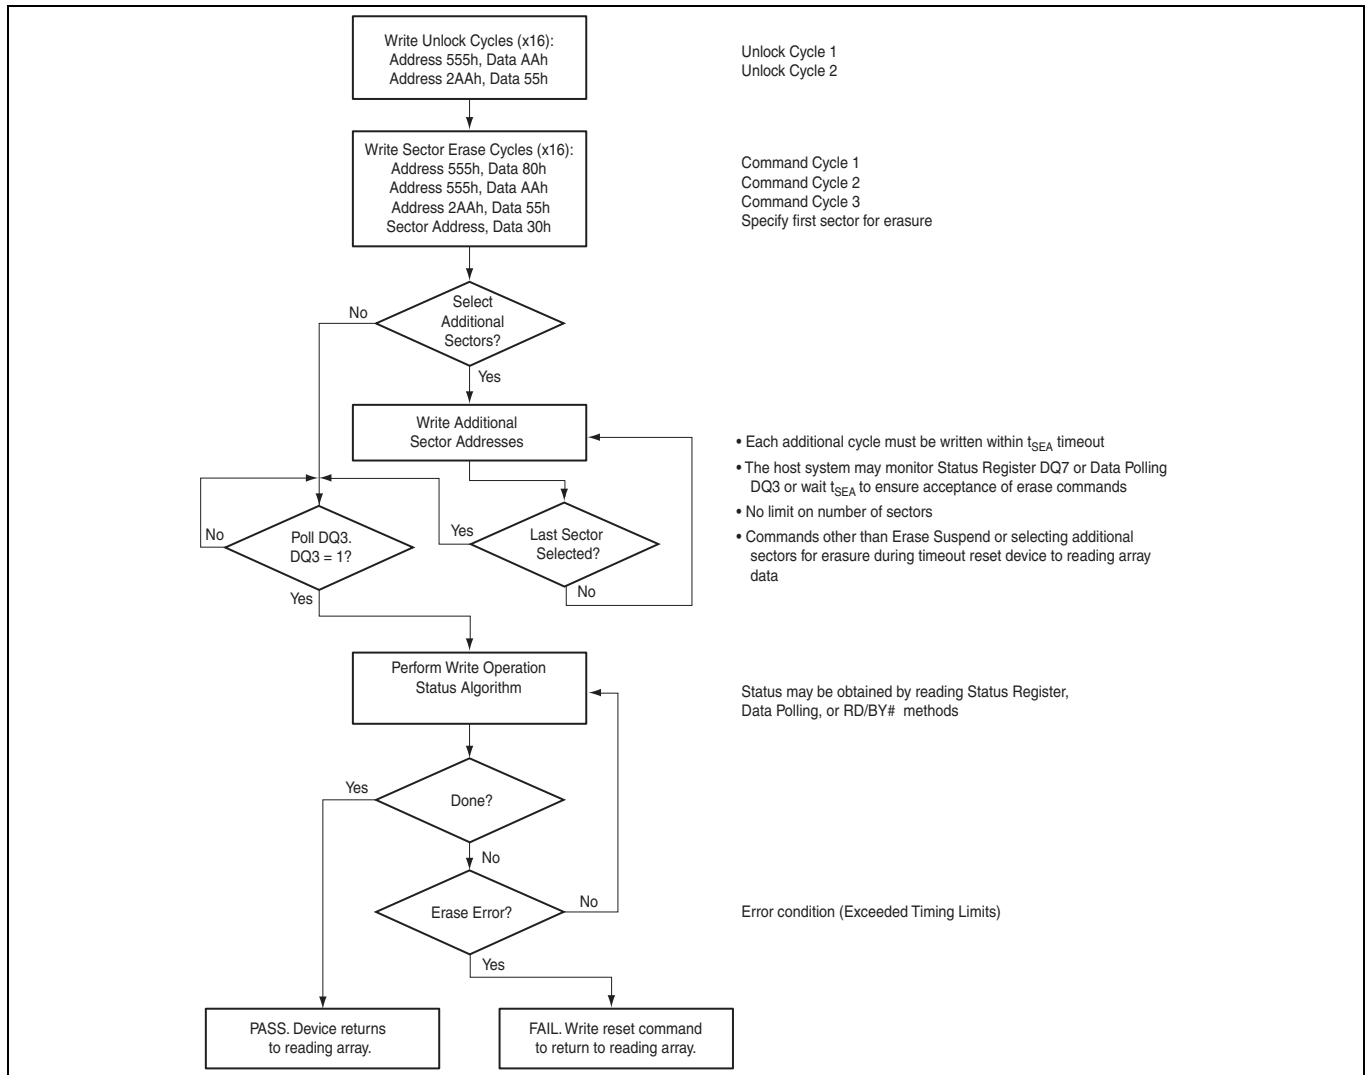 Write Unlock Cycles (x16):
Address 555h, Data AAh
Address 2AAh, Data 55h
Unlock Cycle 1
Unlock Cycle 2
Write Sector Erase Cycles (x16):
Address 555h, Data 80h
Address 555h, Data AAh
Address 2AAh, Data 55h
Sector Address, Data 30h
Command Cycle 1
Command Cycle 2
Command Cycle 3
Specify first sector for erasure
Select
Additional
Sectors?
No
Yes
Write Additional
Sector Addresses
• Each additional cycle must be written within tSEA timeout
• The host system may monitor Status Register DQ7 or Data Polling
DQ3 or wait tSEA to ensure acceptance of erase commands
• No limit on number of sectors
• Commands other than Erase Suspend or selecting additional
sectors for erasure during timeout reset device to reading array
data
No
Poll DQ3.
DQ3 = 1?
Yes
Yes
Last Sector
Selected?
No
Perform Write Operation
Status Algorithm
Status may be obtained by reading Status Register,
Data Polling, or RD/BY# methods
Yes
Done?
No
Erase Error?
No
Error condition (Exceeded Timing Limits)
Yes
PASS. Device returns
to reading array.
FAIL. Write reset command
to return to reading array.